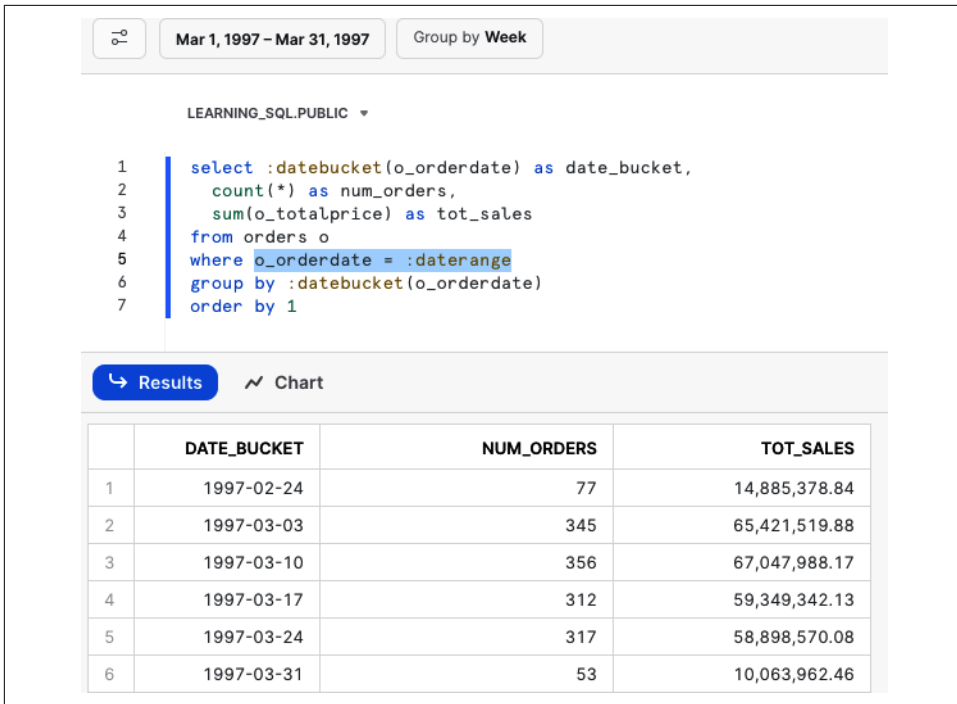 Mar 1, 1997 – Mar 31, 1997 Group by Week
LEARNING_SQL.PUBLIC
1 select :datebucket(o_orderdate) as date_bucket,
2 count(*) as num_orders,
3 sum(o_totalprice) as tot_sales
4 from orders o
5 where o_orderdate = :daterange
6 group by :datebucket(o_orderdate)
7 order by 1
Results Chart
DATE_BUCKET NUM_ORDERS TOT_SALES
1 1997-02-24 77 14,885,378.84
2 1997-03-03 345 65,421,519.88
3 1997-03-10 356 67,047,988.17
4 1997-03-17 312 59,349,342.13
5 1997-03-24 317 58,898,570.08
6 1997-03-31 53 10,063,962.46